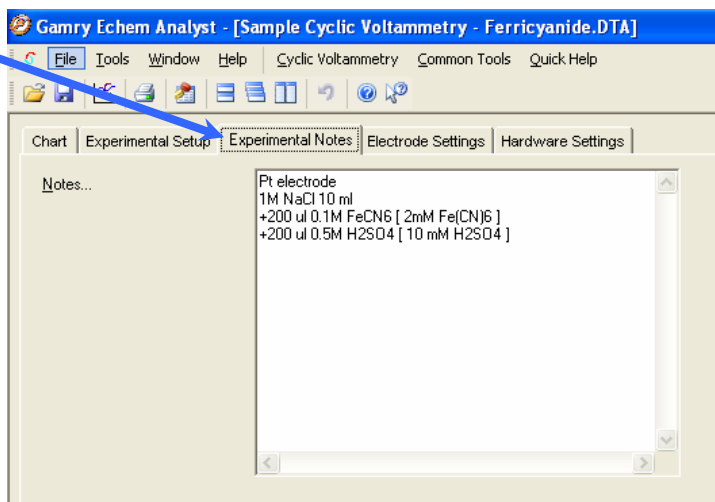 Gamry Echem Analyst - [Sample Cyclic Voltammetry - Ferricyanide.DTA]
File Tools Window Help Cyclic Voltammetry Common Tools Quick Help
Chart Experimental Setup Experimental Notes Electrode Settings Hardware Settings
Notes... Pt electrode
1M NaCl 10 ml
+200 ul 0.1M FeCN6 [ 2mM Fe(CN)6 ]
+200 ul 0.5M H2SO4 [ 10 mM H2SO4 ]